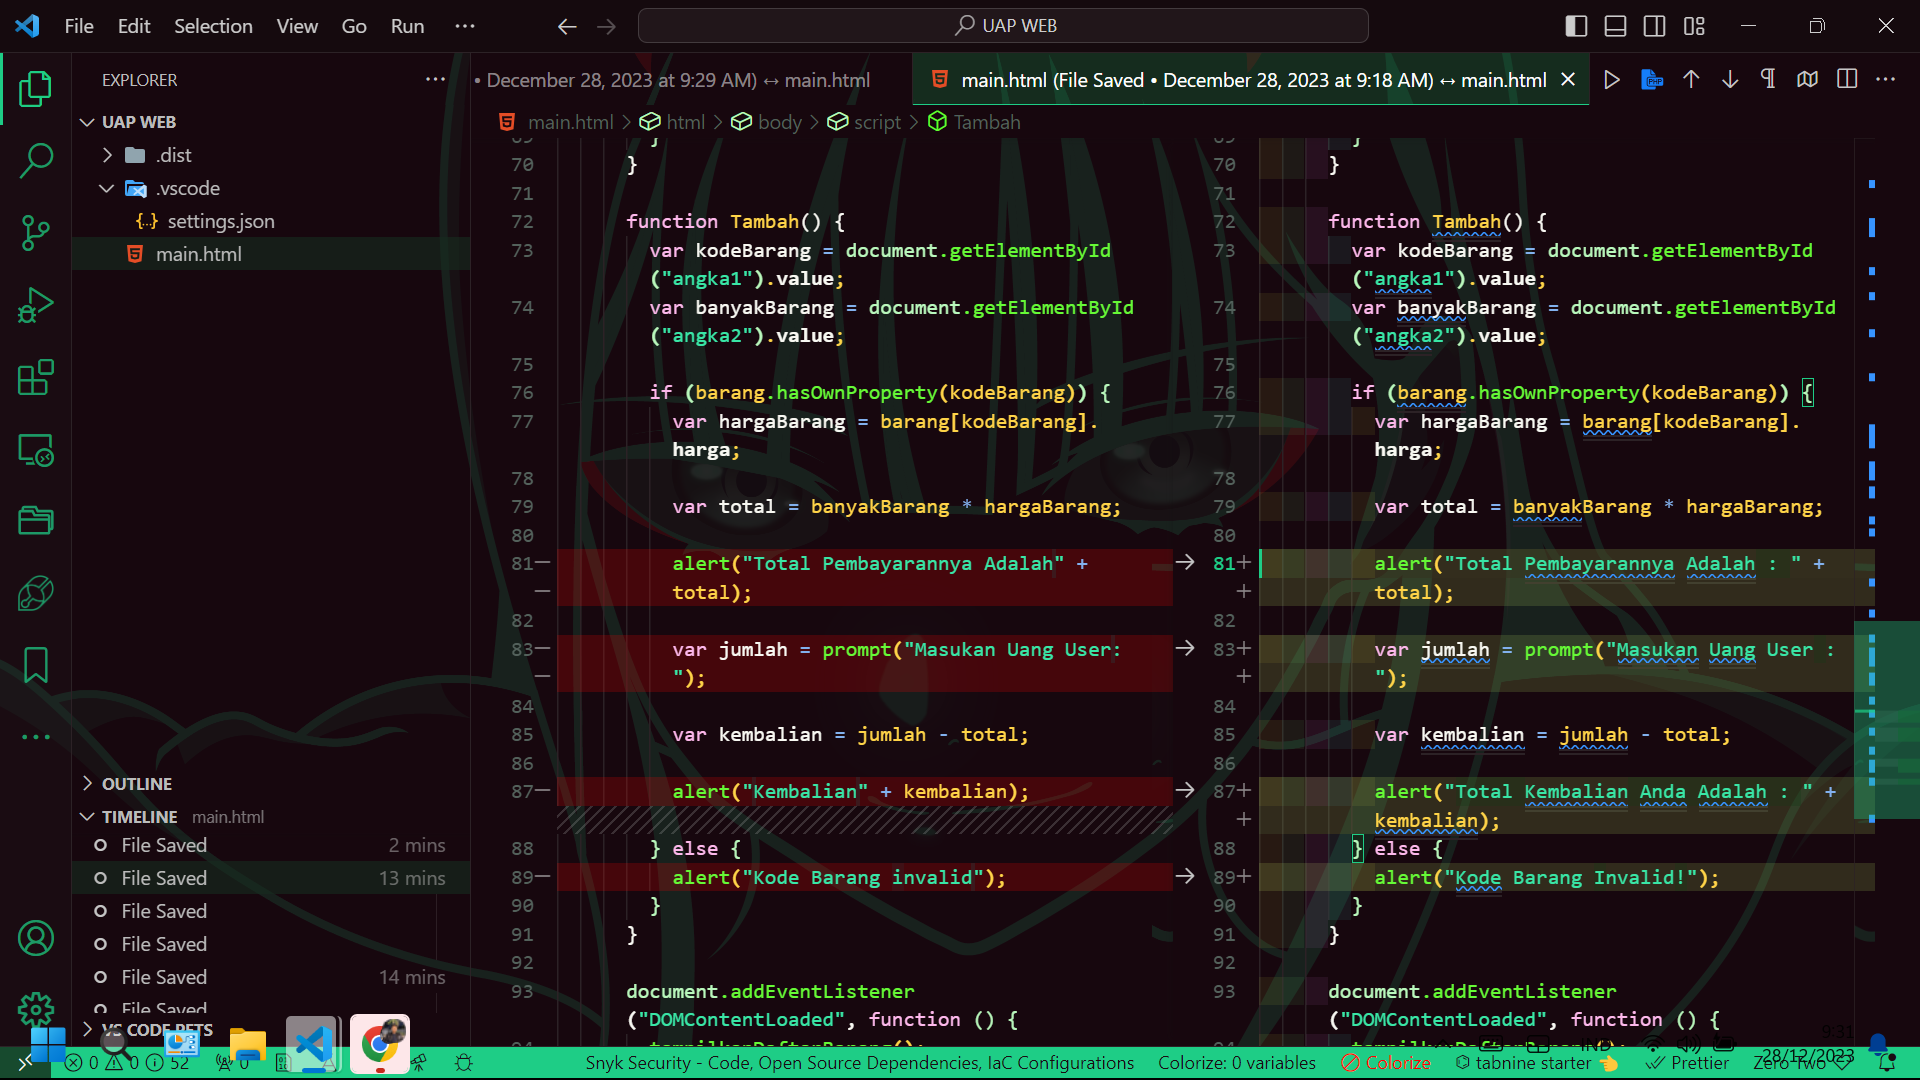 File Edit Selection View Go Run ··· UAP WEB
EXPLORER ···
• December 28, 2023 at 9:29 AM) ↔ main.html
main.html (File Saved • December 28, 2023 at 9:18 AM) ↔ main.html
main.html > html > body > script > Tambah
UAP WEB
.dist
.vscode
settings.json
main.html
OUTLINE
TIMELINE main.html
File Saved 2 mins
File Saved 13 mins
File Saved
File Saved
File Saved 14 mins
File Saved
VS CODE PETS
70 }
71
72 function Tambah() {
73 var kodeBarang = document.getElementById
("angka1").value;
74 var banyakBarang = document.getElementById
("angka2").value;
75
76 if (barang.hasOwnProperty(kodeBarang)) {
77 var hargaBarang = barang[kodeBarang].
harga;
78
79 var total = banyakBarang * hargaBarang;
80
81— alert("Total Pembayarannya Adalah" +
— total);
82
83— var jumlah = prompt("Masukan Uang User:
— ");
84
85 var kembalian = jumlah - total;
86
87— alert("Kembalian" + kembalian);
88 } else {
89— alert("Kode Barang invalid");
90 }
91 }
92
93 document.addEventListener
("DOMContentLoaded", function () {
70 }
71
72 function Tambah() {
73 var kodeBarang = document.getElementById
("angka1").value;
74 var banyakBarang = document.getElementById
("angka2").value;
75
76 if (barang.hasOwnProperty(kodeBarang)) {
77 var hargaBarang = barang[kodeBarang].
harga;
78
79 var total = banyakBarang * hargaBarang;
80
81+ alert("Total Pembayarannya Adalah : " +
+ total);
82
83+ var jumlah = prompt("Masukan Uang User :
+ ");
84
85 var kembalian = jumlah - total;
86
87+ alert("Total Kembalian Anda Adalah : " +
+ kembalian);
88 } else {
89+ alert("Kode Barang Invalid!");
90 }
91 }
92
93 document.addEventListener
("DOMContentLoaded", function () {
0 0 52 0 Snyk Security - Code, Open Source Dependencies, IaC Configurations Colorize: 0 variables Colorize tabnine starter Prettier Zero Two
IND
9:31
28/12/2023